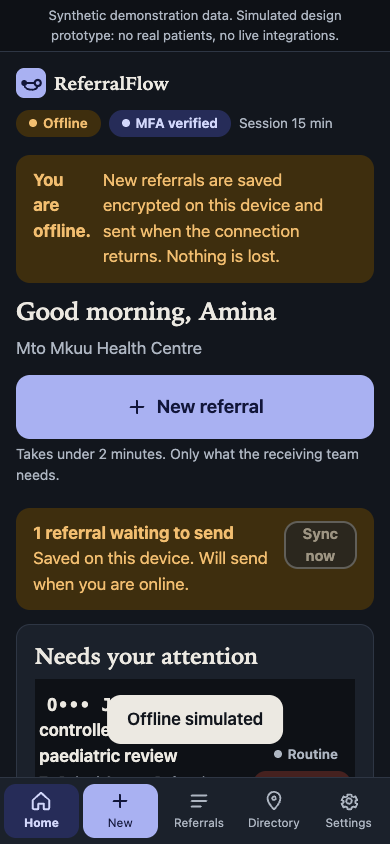 Synthetic demonstration data. Simulated design
prototype: no real patients, no live integrations.
ReferralFlow
Offline
MFA verified
Session 15 min
You
are
offline.
New referrals are saved
encrypted on this device and
sent when the connection
returns. Nothing is lost.
Good morning, Amina
Mto Mkuu Health Centre
+ New referral
Takes under 2 minutes. Only what the receiving team
needs.
1 referral waiting to send
Saved on this device. Will send
when you are online.
Sync
now
Needs your attention
O••• J
Offline simulated
paediatric review
Routine
Home
New
Referrals
Directory
Settings